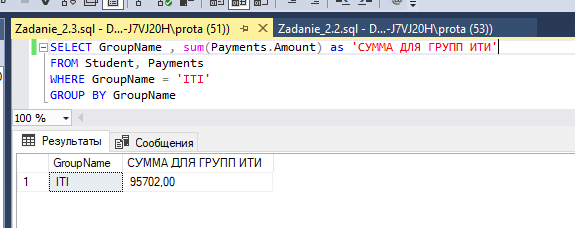 Zadanie_2.3.sql - D...-J7VJ20H\prota (51))
Zadanie_2.2.sql - D...-J7VJ20H\prota (53))
SELECT GroupName , sum(Payments.Amount) as 'СУММА ДЛЯ ГРУПП ИТИ'
FROM Student, Payments
WHERE GroupName = 'ITI'
GROUP BY GroupName
100 %
Результаты Сообщения
GroupName СУММА ДЛЯ ГРУПП ИТИ
1 ITI 95702,00